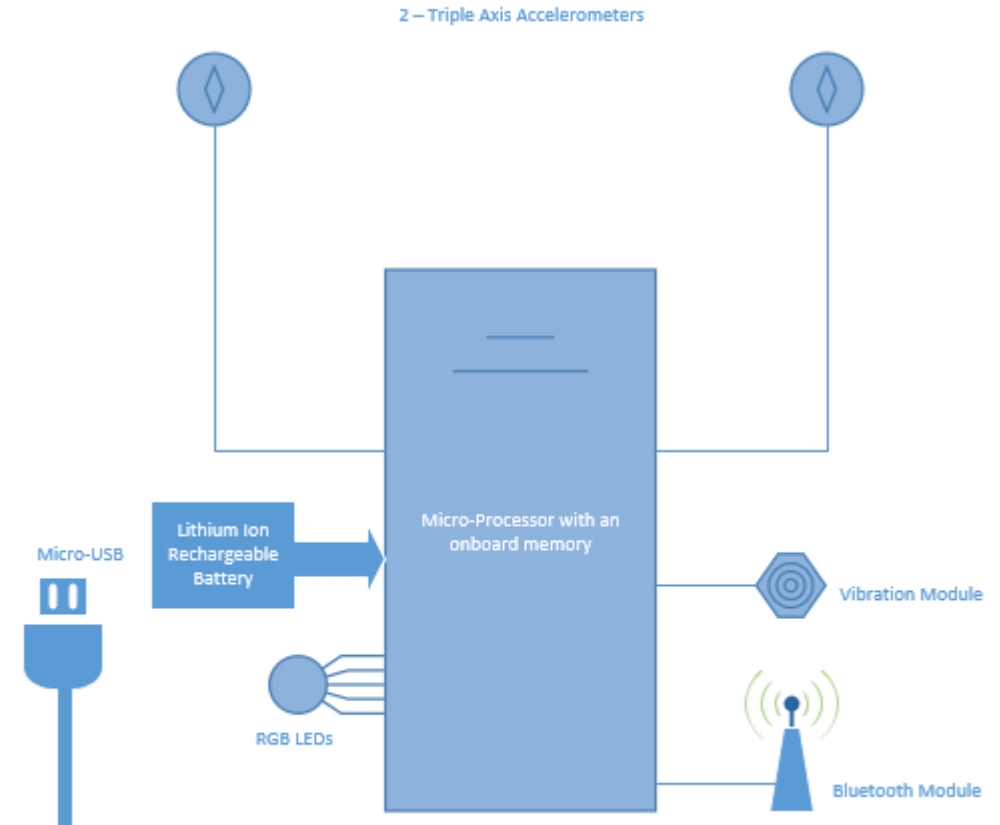 2 – Triple Axis Accelerometers
Micro-Processor with an
onboard memory
Lithium Ion
Rechargeable
Battery
Micro-USB
Vibration Module
RGB LEDs
Bluetooth Module